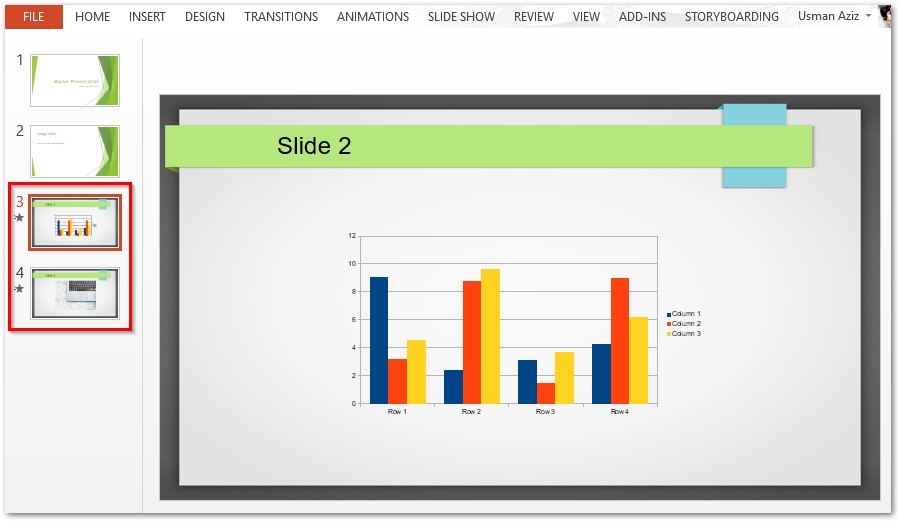 FILE HOME INSERT DESIGN TRANSITIONS ANIMATIONS SLIDE SHOW REVIEW VIEW ADD-INS STORYBOARDING Usman Aziz
1
2
3
4
Slide 2
12
10
8
6
4
2
0
Row 1 Row 2 Row 3 Row 4
Column 1
Column 2
Column 3